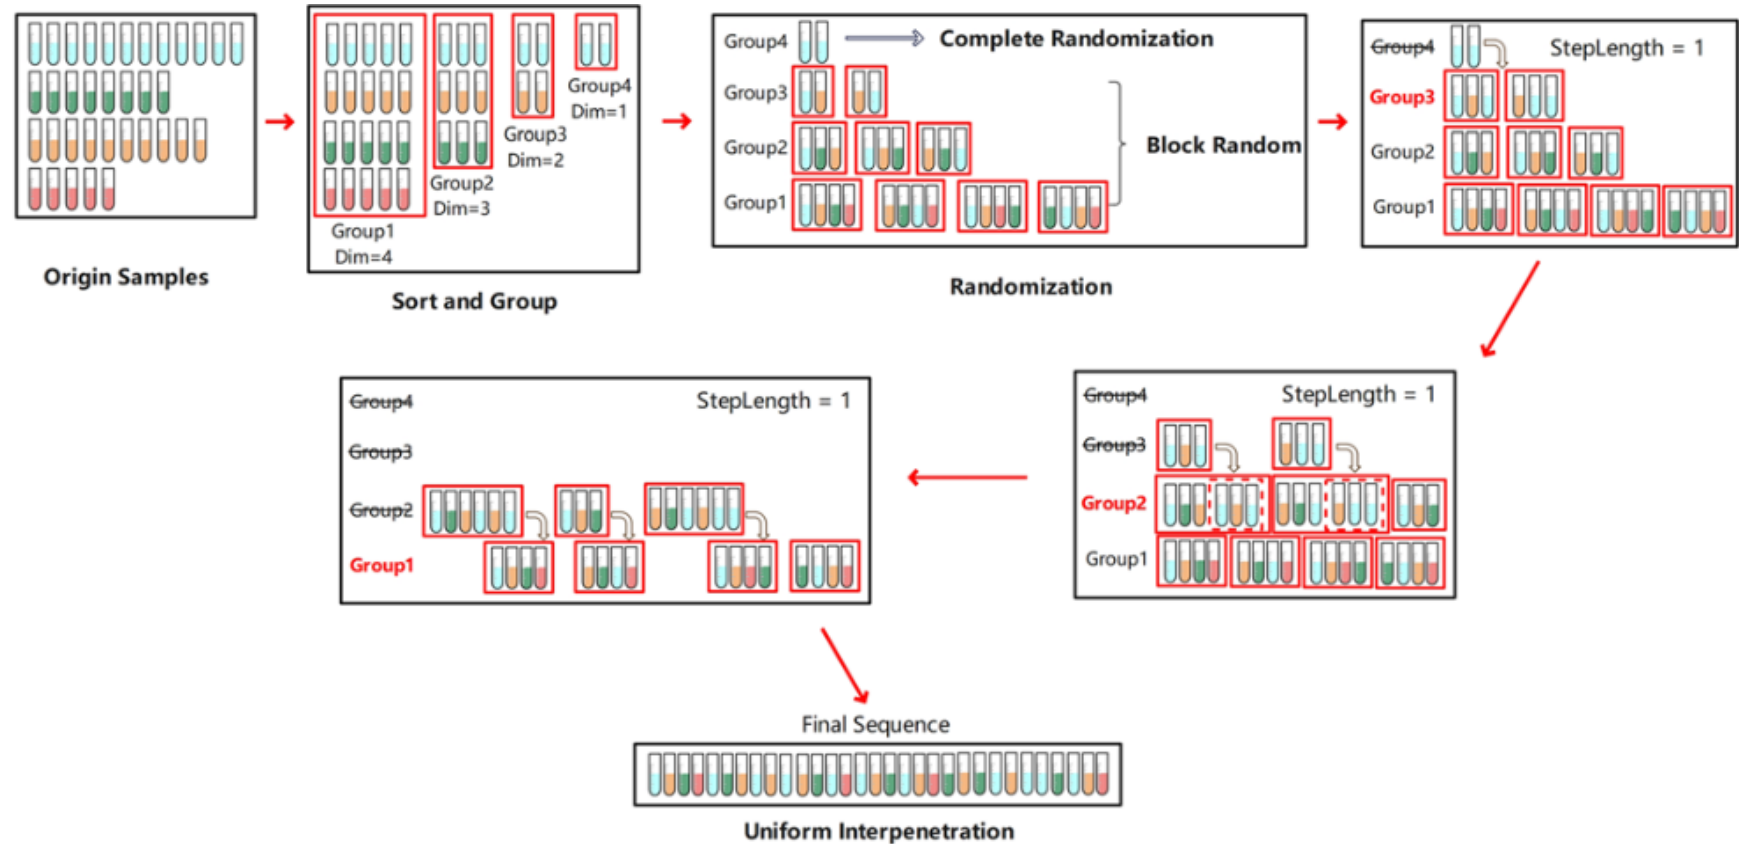 Origin Samples
Group1
Dim=4
Group2
Dim=3
Group3
Dim=2
Group4
Dim=1
Sort and Group
Group4
Complete Randomization
Group3
Group2
Block Random
Group1
Randomization
Group4
StepLength = 1
Group3
Group2
Group1
Group4
StepLength = 1
Group3
Group2
Group1
Group4
StepLength = 1
Group3
Group2
Group1
Final Sequence
Uniform Interpenetration